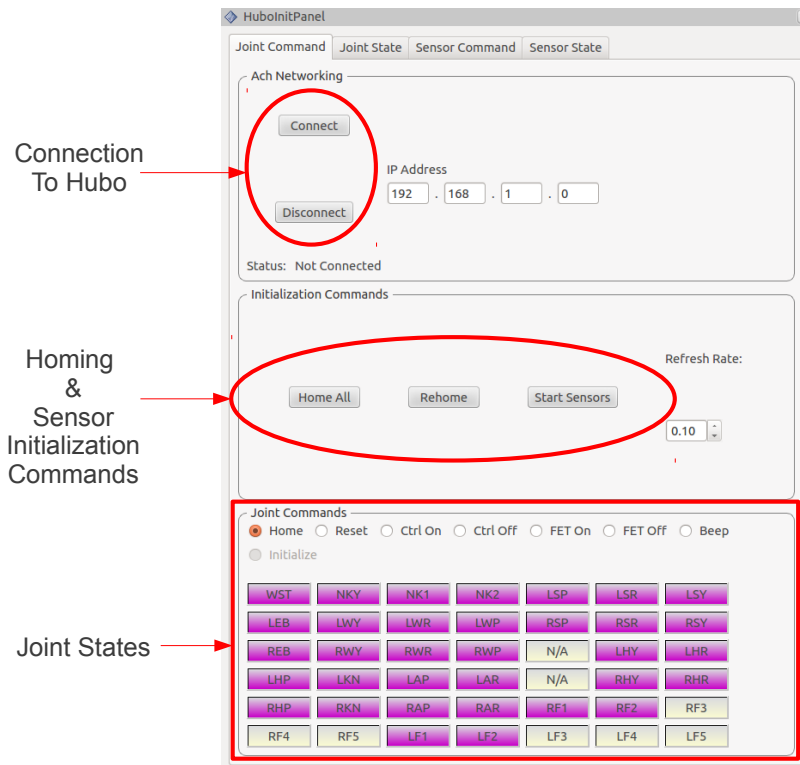 HuboInitPanel
Joint Command Joint State Sensor Command Sensor State
Ach Networking
Connect
Connection
To Hubo
IP Address
192 . 168 . 1 . 0
Disconnect
Status: Not Connected
Initialization Commands
Homing
&
Sensor
Initialization
Commands
Refresh Rate:
Home All Rehome Start Sensors
0.10
Joint Commands
Home Reset Ctrl On Ctrl Off FET On FET Off Beep
Initialize
Joint States
WST NKY NK1 NK2 LSP LSR LSY
LEB LWY LWR LWP RSP RSR RSY
REB RWY RWR RWP N/A LHY LHR
LHP LKN LAP LAR N/A RHY RHR
RHP RKN RAP RAR RF1 RF2 RF3
RF4 RF5 LF1 LF2 LF3 LF4 LF5